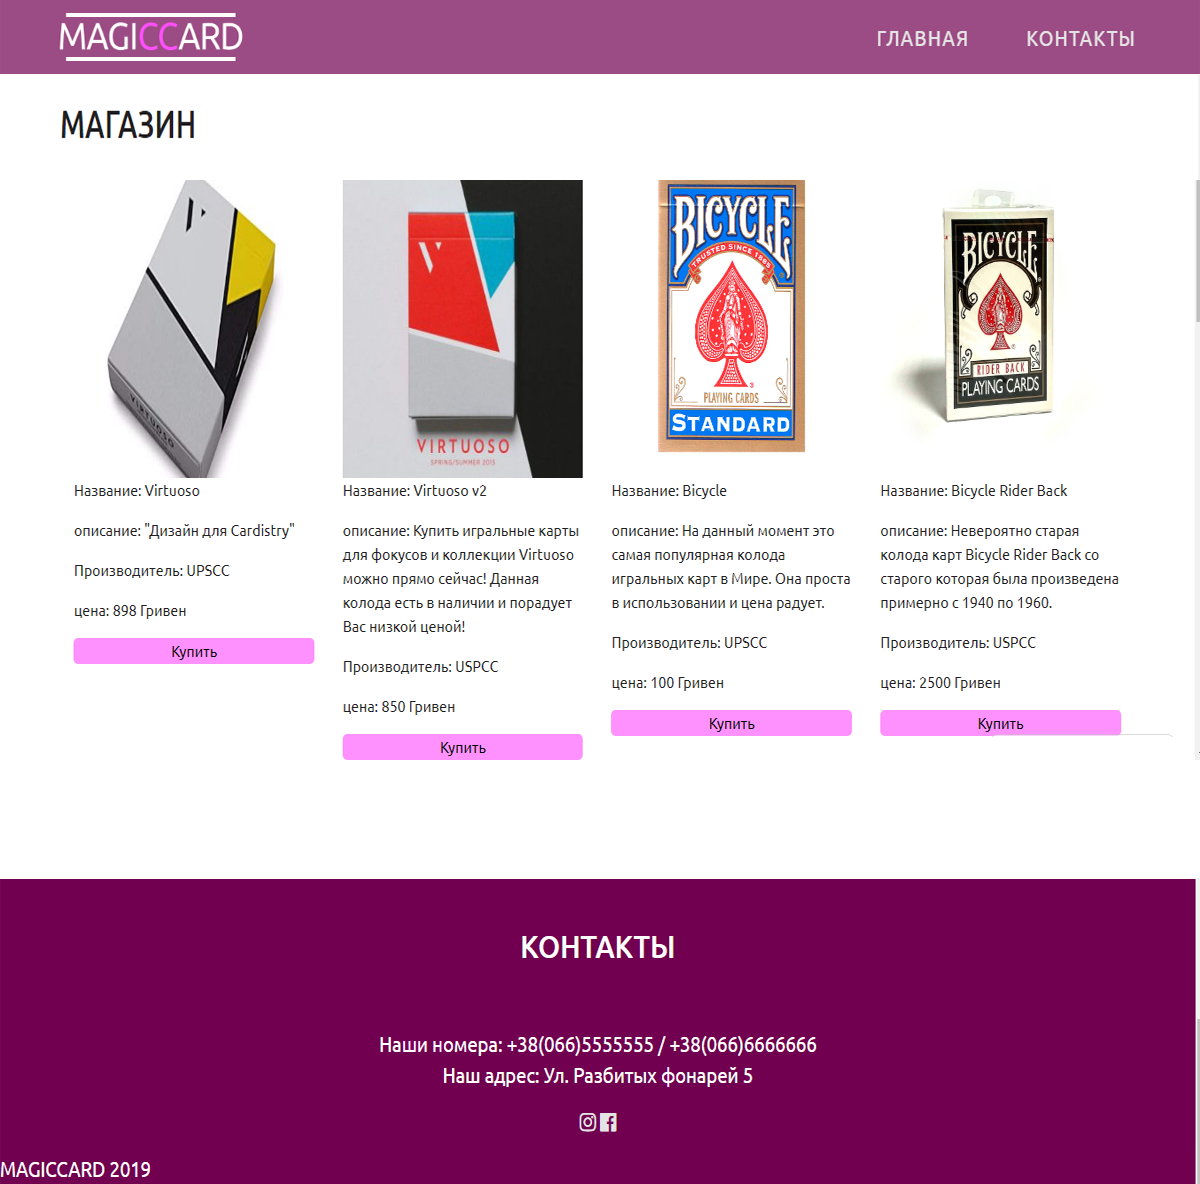 MAGICCARD
ГЛАВНАЯ КОНТАКТЫ
МАГАЗИН
VIRTUOSO
VIRTUOSO
SPRING/SUMMER 2015
BICYCLE
TRUSTED SINCE 1885
3
PLAYING CARDS
STANDARD
BICYCLE
RIDER BACK
PLAYING CARDS
Название: Virtuoso
описание: "Дизайн для Cardistry"
Производитель: UPSCC
цена: 898 Гривен
Купить
Название: Virtuoso v2
описание: Купить игральные карты
для фокусов и коллекции Virtuoso
можно прямо сейчас! Данная
колода есть в наличии и порадует
Вас низкой ценой!
Производитель: USPCC
цена: 850 Гривен
Купить
Название: Bicycle
описание: На данный момент это
самая популярная колода
игральных карт в Мире. Она проста
в использовании и цена радует.
Производитель: UPSCC
цена: 100 Гривен
Купить
Название: Bicycle Rider Back
описание: Невероятно старая
колода карт Bicycle Rider Back со
старого которая была произведена
примерно с 1940 по 1960.
Производитель: USPCC
цена: 2500 Гривен
Купить
КОНТАКТЫ
Наши номера: +38(066)5555555 / +38(066)6666666
Наш адрес: Ул. Разбитых фонарей 5
MAGICCARD 2019